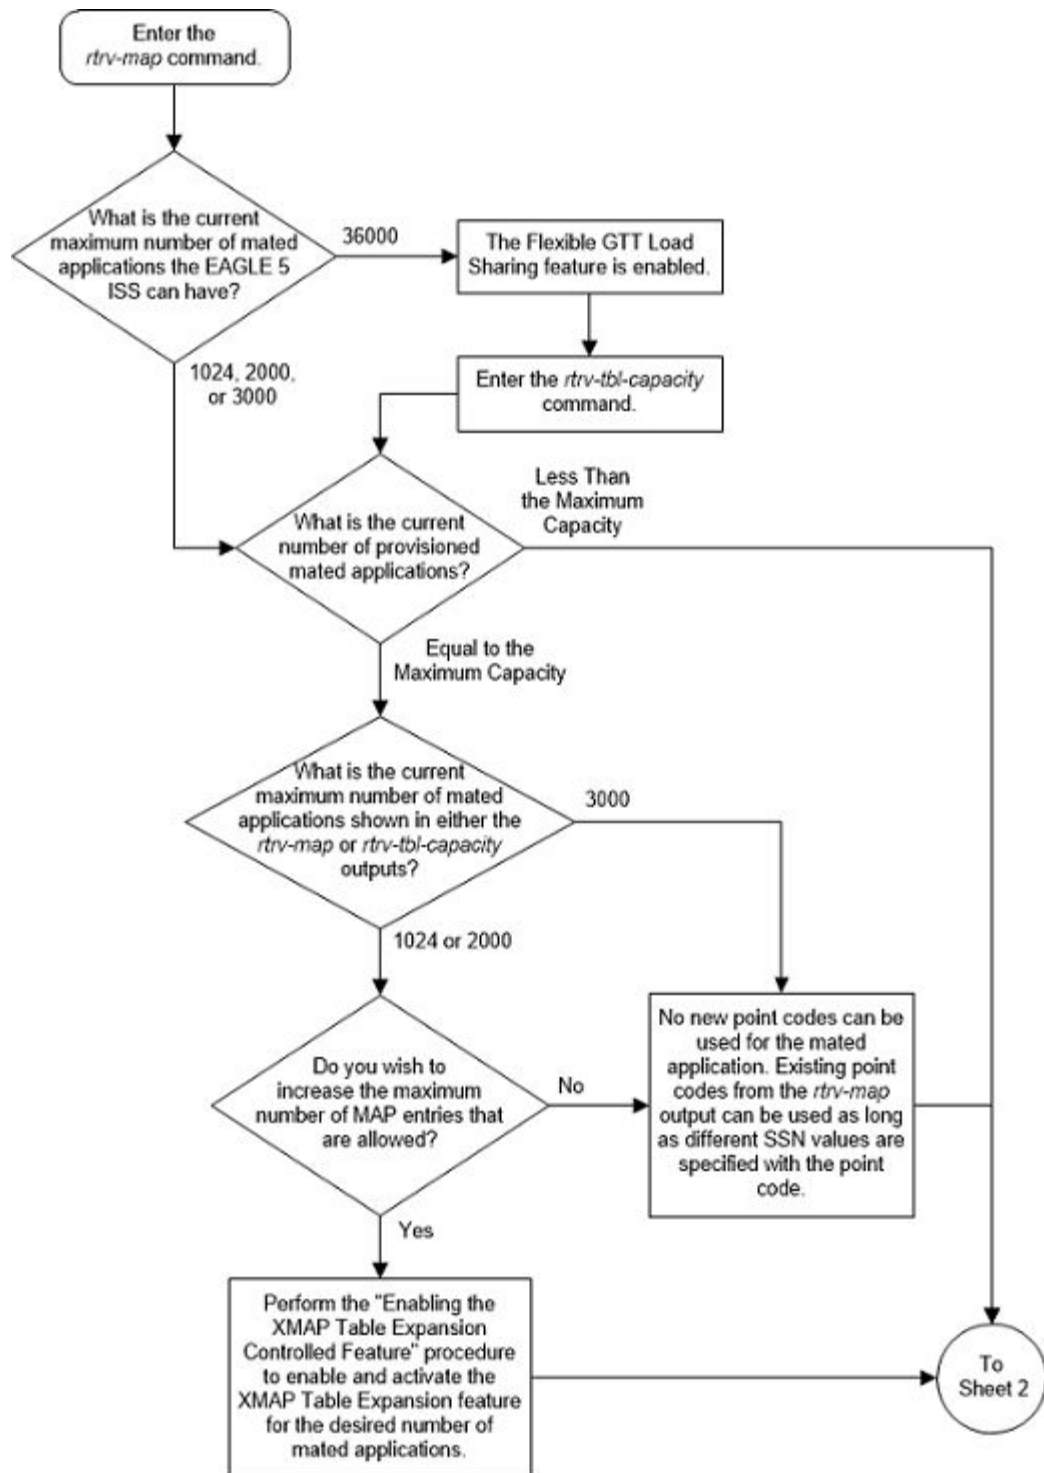 Enter the
rtrv-map command.
What is the current
maximum number of mated
applications the EAGLE 5
ISS can have?
36000
The Flexible GTT Load
Sharing feature is enabled.
1024, 2000,
or 3000
Enter the rtrv-tbl-capacity
command.
Less Than
the Maximum
Capacity
What is the current
number of provisioned
mated applications?
Equal to the
Maximum Capacity
What is the current
maximum number of mated
applications shown in either the
rtrv-map or rtrv-tbl-capacity
outputs?
3000
1024 or 2000
Do you wish to
increase the maximum
number of MAP entries that
are allowed?
No
No new point codes can be
used for the mated
application. Existing point
codes from the rtrv-map
output can be used as long
as different SSN values are
specified with the point
code.
Yes
Perform the "Enabling the
XMAP Table Expansion
Controlled Feature" procedure
to enable and activate the
XMAP Table Expansion feature
for the desired number of
mated applications.
To
Sheet 2